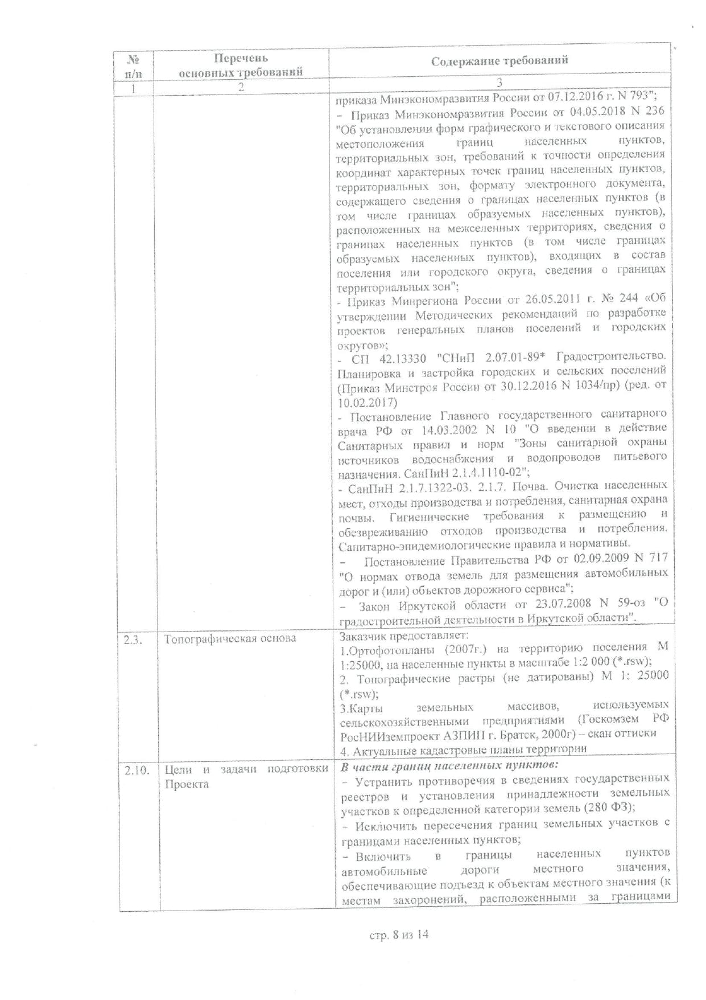 №
п/п
Перечень
основных требований
Содержание требований
1
2
3
приказа Минэкономразвития России от 07.12.2016 г. N 793";
− Приказ Минэкономразвития России от 04.05.2018 N 236
"Об установлении форм графического и текстового описания
местоположения границ населенных пунктов,
территориальных зон, требований к точности определения
координат характерных точек границ населенных пунктов,
территориальных зон, формату электронного документа,
содержащего сведения о границах населенных пунктов (в
том числе границах образуемых населенных пунктов),
расположенных на межселенных территориях, сведения о
границах населенных пунктов (в том числе границах
образуемых населенных пунктов), входящих в состав
поселения или городского округа, сведения о границах
территориальных зон";
- Приказ Минрегиона России от 26.05.2011 г. № 244 «Об
утверждении Методических рекомендаций по разработке
проектов генеральных планов поселений и городских
округов»;
- СП 42.13330 "СНиП 2.07.01-89* Градостроительство.
Планировка и застройка городских и сельских поселений
(Приказ Минстроя России от 30.12.2016 N 1034/пр) (ред. от
10.02.2017)
- Постановление Главного государственного санитарного
врача РФ от 14.03.2002 N 10 "О введении в действие
Санитарных правил и норм "Зоны санитарной охраны
источников водоснабжения и водопроводов питьевого
назначения. СанПиН 2.1.4.1110-02";
- СанПиН 2.1.7.1322-03. 2.1.7. Почва. Очистка населенных
мест, отходы производства и потребления, санитарная охрана
почвы. Гигиенические требования к размещению и
обезвреживанию отходов производства и потребления.
Санитарно-эпидемиологические правила и нормативы.
− Постановление Правительства РФ от 02.09.2009 N 717
"О нормах отвода земель для размещения автомобильных
дорог и (или) объектов дорожного сервиса";
− Закон Иркутской области от 23.07.2008 N 59-оз "О
градостроительной деятельности в Иркутской области".
2.3.
Топографическая основа
Заказчик предоставляет:
1.Ортофотопланы (2007г.) на территорию поселения М
1:25000, на населенные пункты в масштабе 1:2 000 (*.rsw);
2. Топографические растры (не датированы) М 1: 25000
(*.rsw);
3.Карты земельных массивов, используемых
сельскохозяйственными предприятиями (Госкомзем РФ
РосНИИземпроект АЗПИП г. Братск, 2000г) – скан оттиски
4. Актуальные кадастровые планы территории
2.10.
Цели и задачи подготовки
Проекта
В части границ населенных пунктов:
− Устранить противоречия в сведениях государственных
реестров и установления принадлежности земельных
участков к определенной категории земель (280 ФЗ);
− Исключить пересечения границ земельных участков с
границами населенных пунктов;
− Включить в границы населенных пунктов
автомобильные дороги местного значения,
обеспечивающие подъезд к объектам местного значения (к
местам захоронений, расположенными за границами
стр. 8 из 14